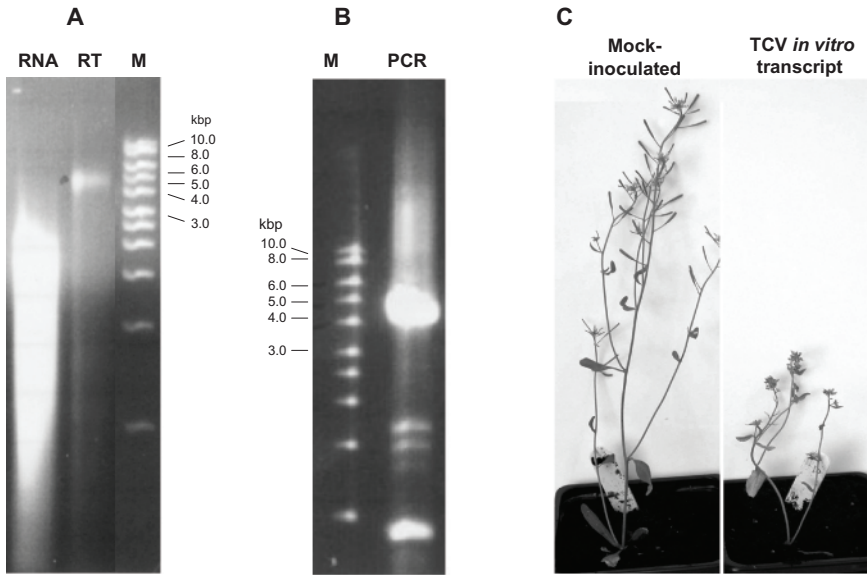 A
RNA RT M
kbp
10.0
8.0
6.0
5.0
4.0
3.0
B
M PCR
kbp
10.0
8.0
6.0
5.0
4.0
3.0
C
Mock-
inoculated
TCV in vitro
transcript